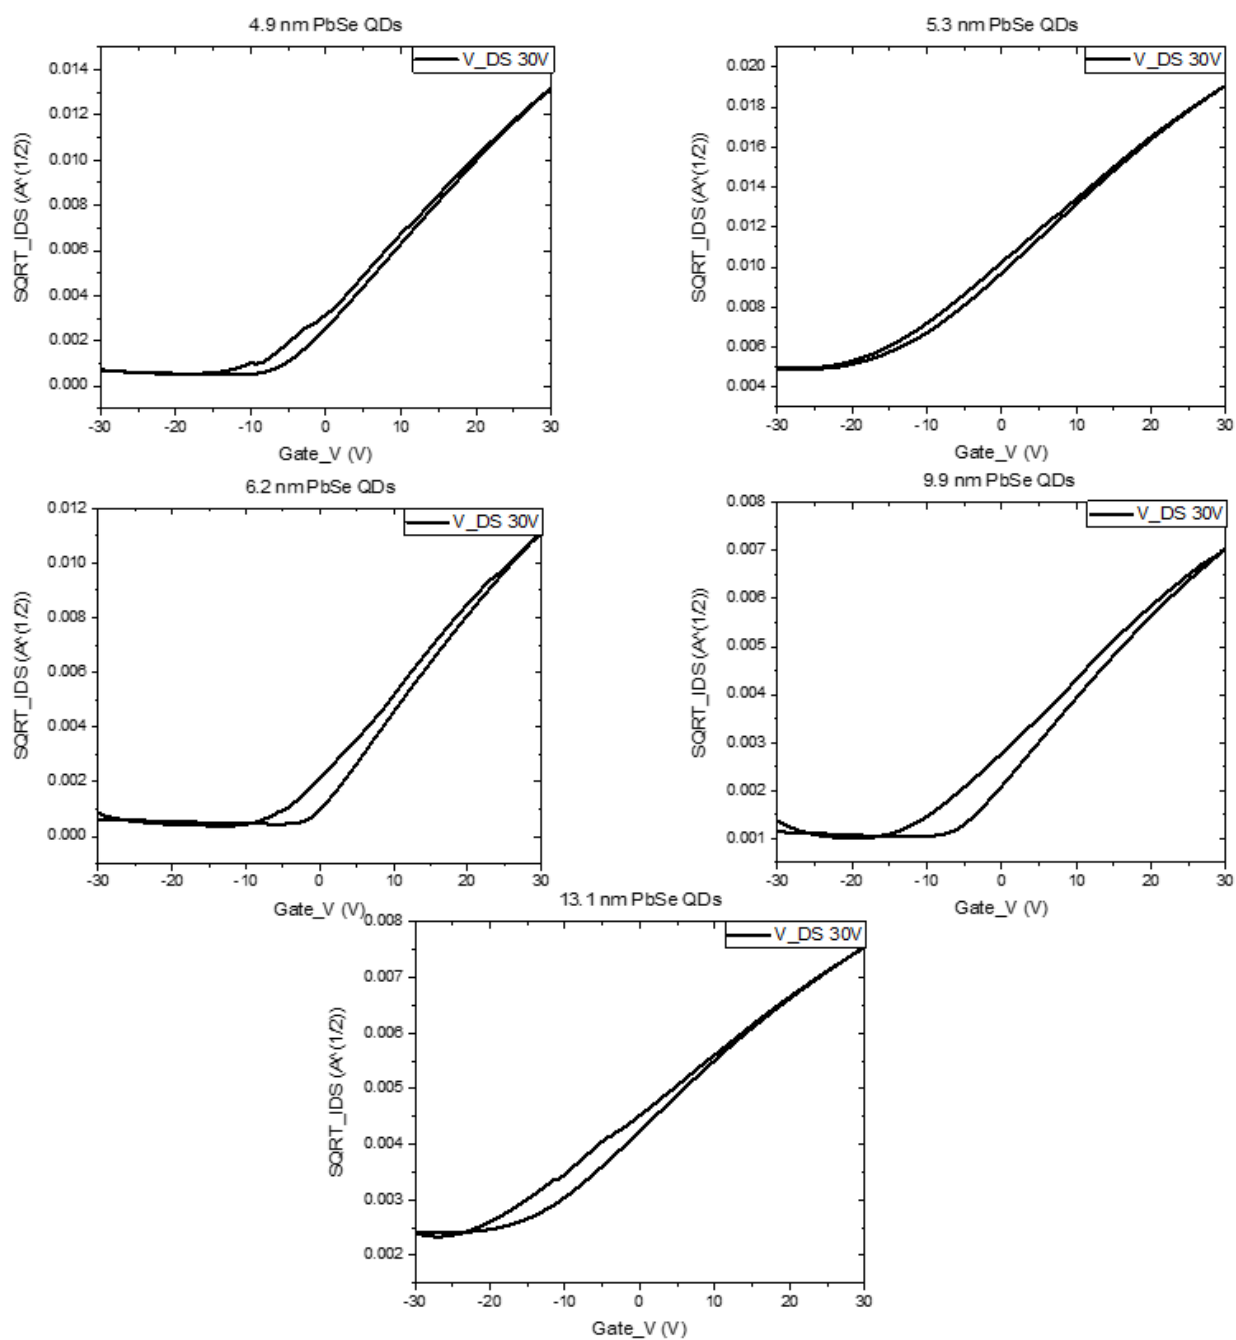 4.9 nm PbSe QDs
V_DS 30V
0.014
0.012
0.010
0.008
0.006
0.004
0.002
0.000
SQRT_IDS (A^(1/2))
-30 -20 -10 0 10 20 30
Gate_V (V)
5.3 nm PbSe QDs
V_DS 30V
0.020
0.018
0.016
0.014
0.012
0.010
0.008
0.006
0.004
SQRT_IDS (A^(1/2))
-30 -20 -10 0 10 20 30
Gate_V (V)
6.2 nm PbSe QDs
V_DS 30V
0.012
0.010
0.008
0.006
0.004
0.002
0.000
SQRT_IDS (A^(1/2))
-30 -20 -10 0 10 20 30
Gate_V (V)
9.9 nm PbSe QDs
V_DS 30V
0.008
0.007
0.006
0.005
0.004
0.003
0.002
0.001
SQRT_IDS (A^(1/2))
-30 -20 -10 0 10 20 30
Gate_V (V)
13.1 nm PbSe QDs
V_DS 30V
0.008
0.007
0.006
0.005
0.004
0.003
0.002
SQRT_IDS (A^(1/2))
-30 -20 -10 0 10 20 30
Gate_V (V)